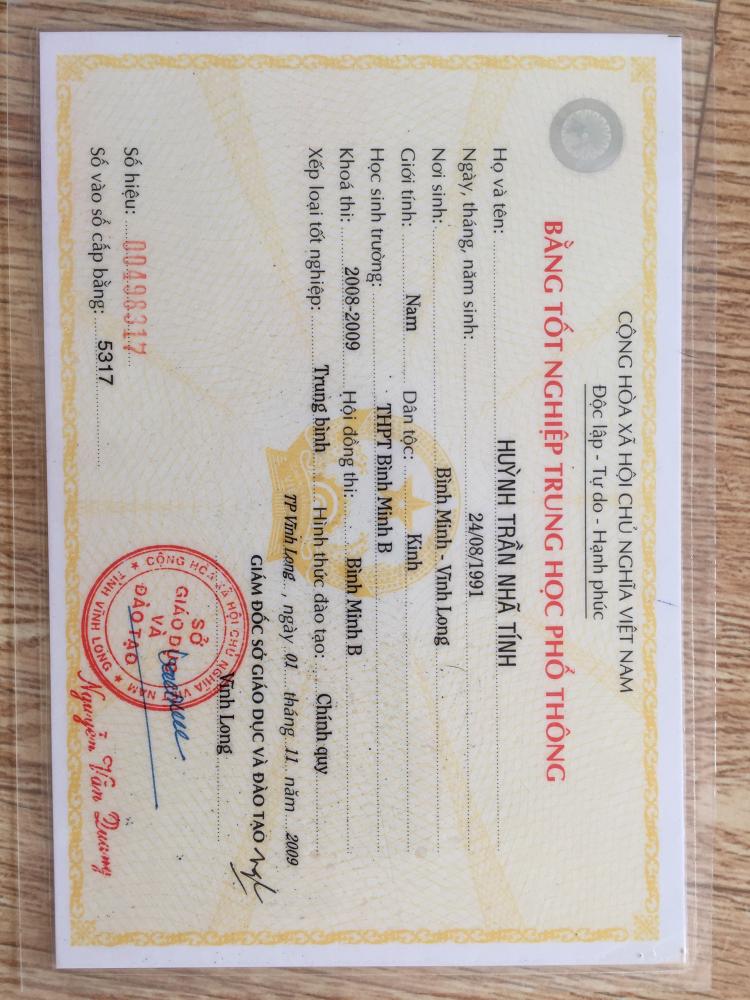 CỘNG HÒA XÃ HỘI CHỦ NGHĨA VIỆT NAM
Độc lập - Tự do - Hạnh phúc
BẰNG TỐT NGHIỆP TRUNG HỌC PHỔ THÔNG
Họ và tên: HUỲNH TRẦN NHÃ TÍNH
Ngày, tháng, năm sinh: 24/08/1991
Nơi sinh: Bình Minh - Vĩnh Long
Giới tính: Nam Dân tộc: Kinh
Học sinh trường: THPT Bình Minh B
Khoá thi: 2008-2009 Hội đồng thi: Bình Minh B
Xếp loại tốt nghiệp: Trung bình Hình thức đào tạo: Chính quy
TP Vĩnh Long, ngày 01 tháng 11 năm 2009
GIÁM ĐỐC SỞ GIÁO DỤC VÀ ĐÀO TẠO
Vĩnh Long
CỘNG HÒA XÃ HỘI CHỦ NGHĨA VIỆT NAM
TỈNH VĨNH LONG
SỞ
GIÁO DỤC
VÀ
ĐÀO TẠO
Số hiệu: 00496317
Số vào sổ cấp bằng: 5317
Nguyễn Văn Dương